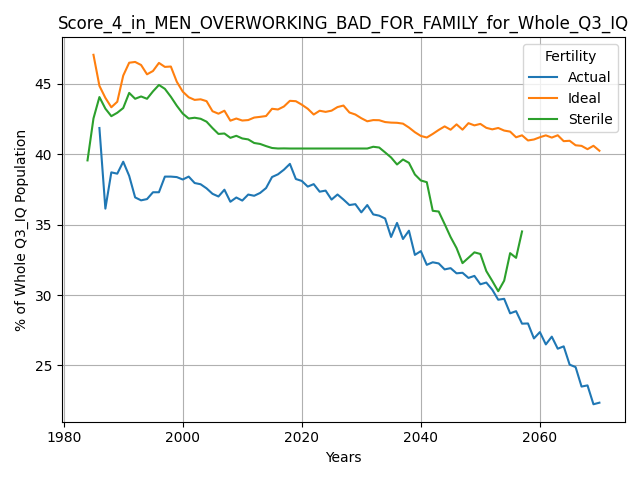 Score_4_in_MEN_OVERWORKING_BAD_FOR_FAMILY_for_Whole_Q3_IQ
Fertility
Actual
Ideal
Sterile
% of Whole Q3_IQ Population
45
40
35
30
25
1980
2000
2020
2040
2060
Years